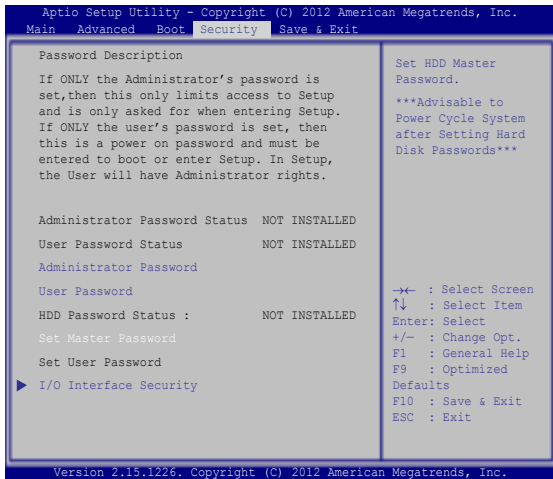 Aptio Setup Utility - Copyright (C) 2012 American Megatrends, Inc.
Main Advanced Boot Security Save & Exit
Password Description
If ONLY the Administrator's password is
set,then this only limits access to Setup
and is only asked for when entering Setup.
If ONLY the user's password is set, then
this is a power on password and must be
entered to boot or enter Setup. In Setup,
the User will have Administrator rights.
Administrator Password Status NOT INSTALLED
User Password Status NOT INSTALLED
Administrator Password
User Password
HDD Password Status : NOT INSTALLED
Set Master Password
Set User Password
I/O Interface Security
Set HDD Master
Password.
***Advisable to
Power Cycle System
after Setting Hard
Disk Passwords***
→← : Select Screen
↑↓ : Select Item
Enter: Select
+/— : Change Opt.
F1 : General Help
F9 : Optimized
Defaults
F10 : Save & Exit
ESC : Exit
Version 2.15.1226. Copyright (C) 2012 American Megatrends, Inc.